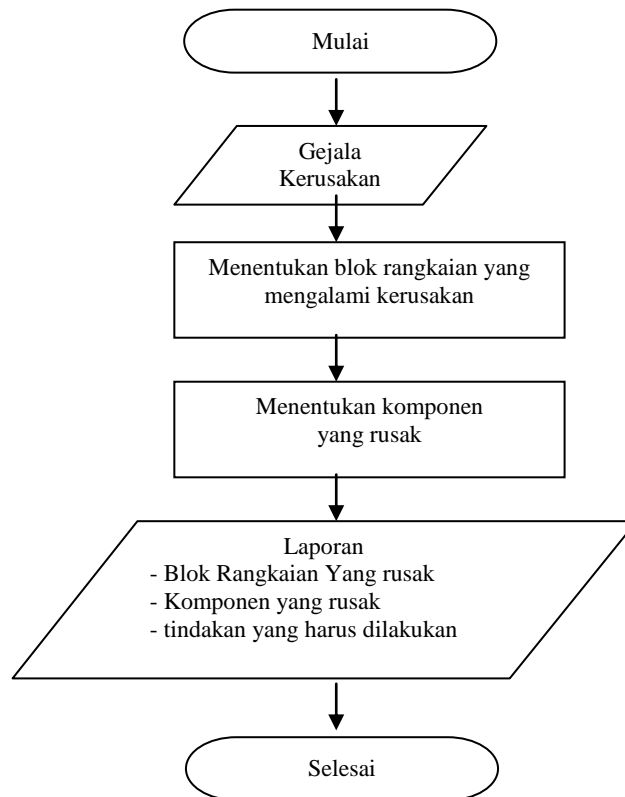 Mulai
Gejala
Kerusakan
Menentukan blok rangkaian yang
mengalami kerusakan
Menentukan komponen
yang rusak
Laporan
- Blok Rangkaian Yang rusak
- Komponen yang rusak
- tindakan yang harus dilakukan
Selesai